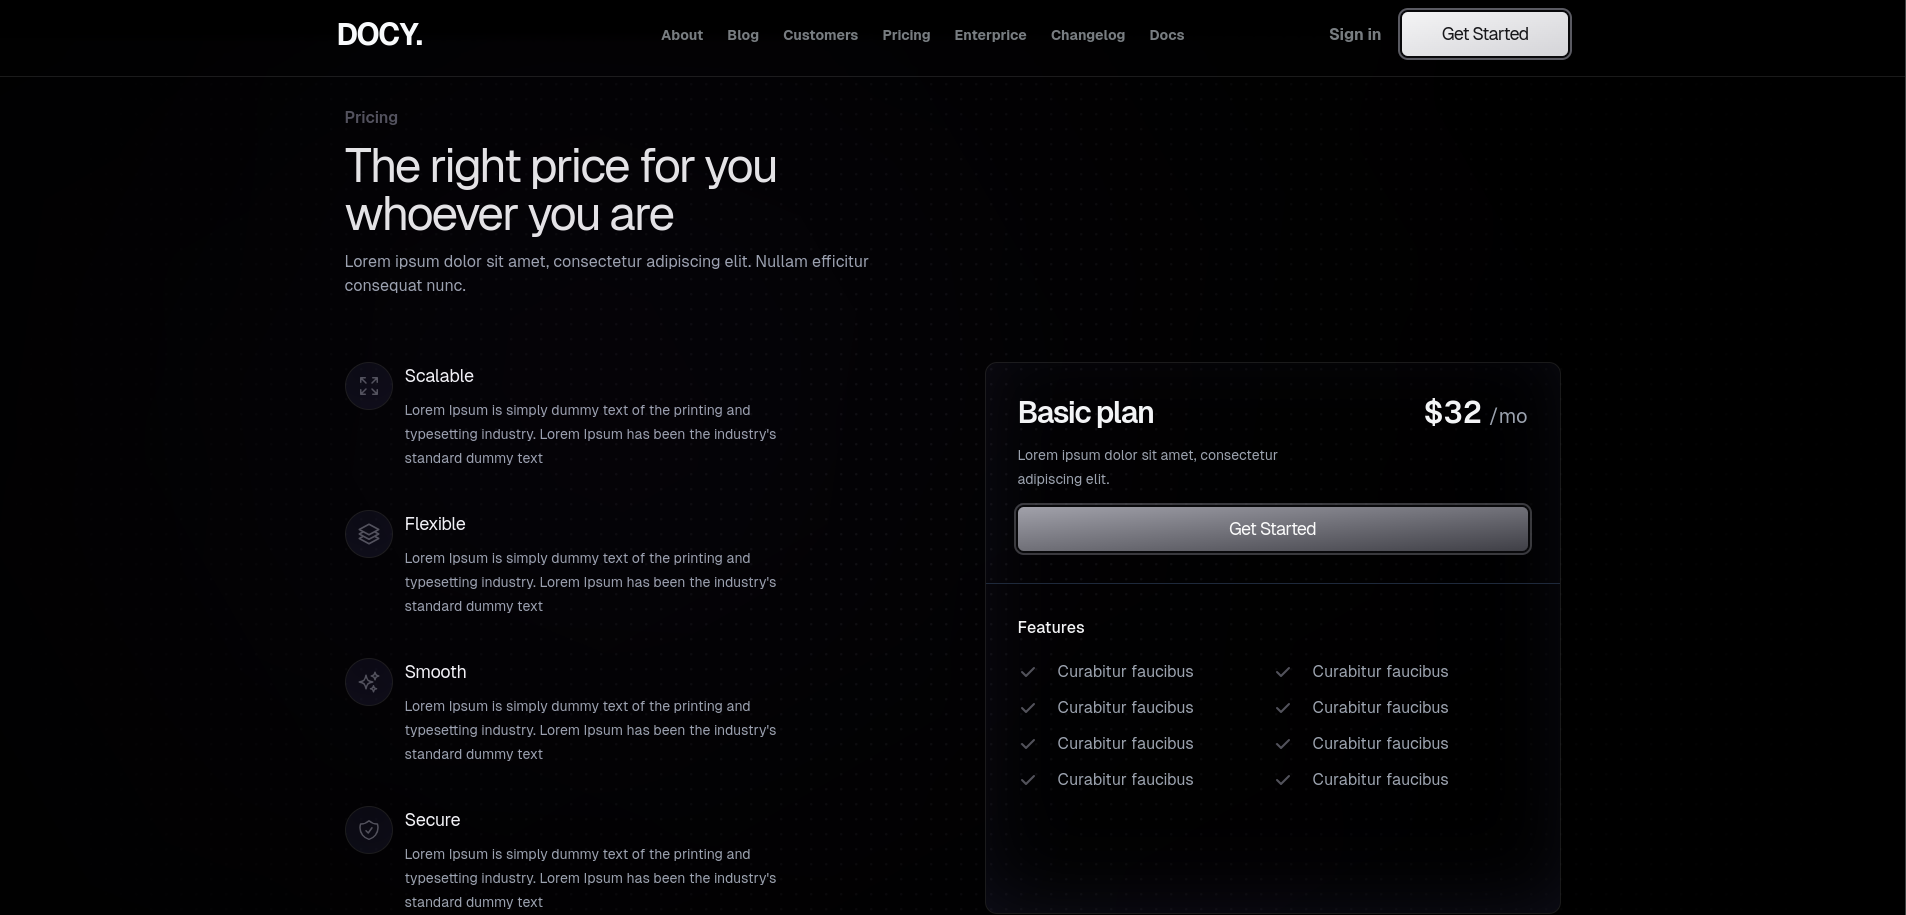 DOCY.
About Blog Customers Pricing Enterprice Changelog Docs
Sign in
Get Started
Pricing
The right price for you
whoever you are
Lorem ipsum dolor sit amet, consectetur adipiscing elit. Nullam efficitur
consequat nunc.
Scalable
Lorem Ipsum is simply dummy text of the printing and
typesetting industry. Lorem Ipsum has been the industry's
standard dummy text
Flexible
Lorem Ipsum is simply dummy text of the printing and
typesetting industry. Lorem Ipsum has been the industry's
standard dummy text
Smooth
Lorem Ipsum is simply dummy text of the printing and
typesetting industry. Lorem Ipsum has been the industry's
standard dummy text
Secure
Lorem Ipsum is simply dummy text of the printing and
typesetting industry. Lorem Ipsum has been the industry's
standard dummy text
Basic plan
$32 /mo
Lorem ipsum dolor sit amet, consectetur
adipiscing elit.
Get Started
Features
Curabitur faucibus Curabitur faucibus
Curabitur faucibus Curabitur faucibus
Curabitur faucibus Curabitur faucibus
Curabitur faucibus Curabitur faucibus